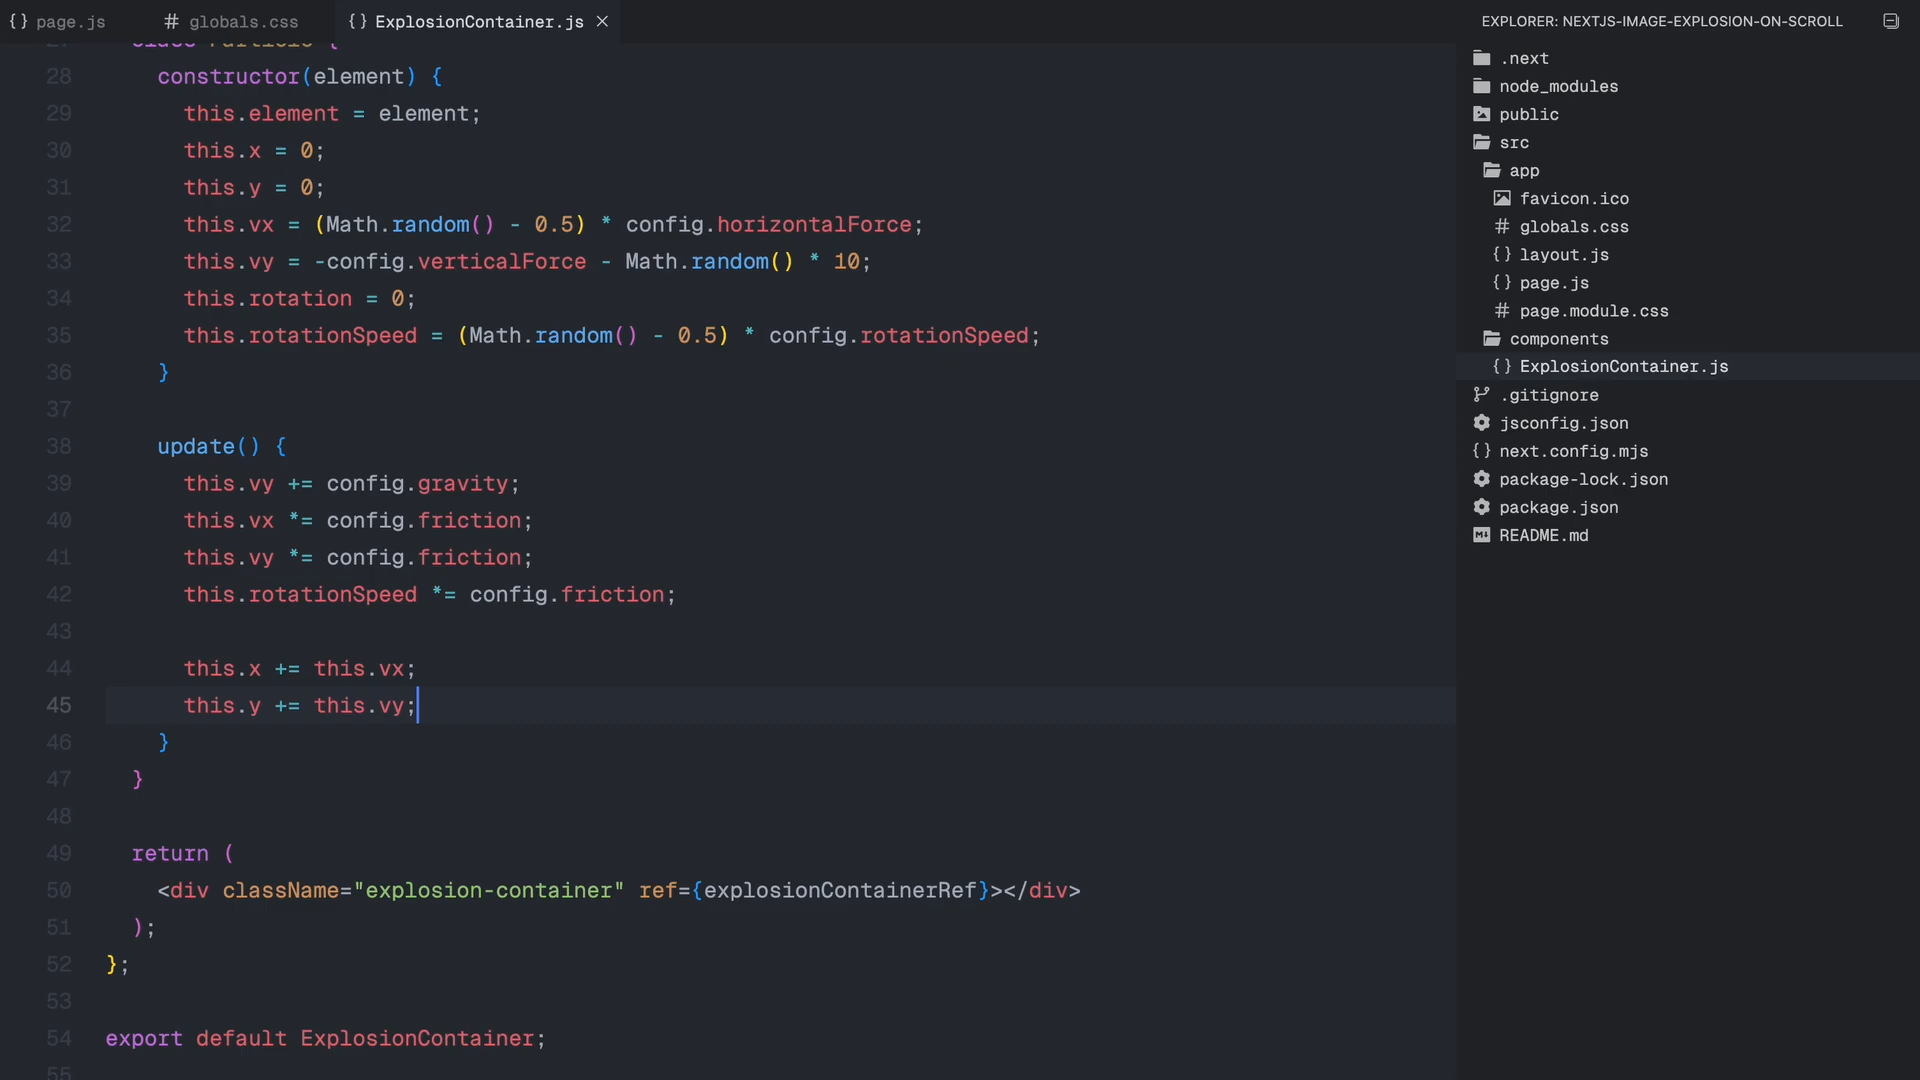 page.js
globals.css
ExplosionContainer.js
EXPLORER: NEXTJS-IMAGE-EXPLOSION-ON-SCROLL
27 class Particle {
28 constructor(element) {
29 this.element = element;
30 this.x = 0;
31 this.y = 0;
32 this.vx = (Math.random() - 0.5) * config.horizontalForce;
33 this.vy = -config.verticalForce - Math.random() * 10;
34 this.rotation = 0;
35 this.rotationSpeed = (Math.random() - 0.5) * config.rotationSpeed;
36 }
37
38 update() {
39 this.vy += config.gravity;
40 this.vx *= config.friction;
41 this.vy *= config.friction;
42 this.rotationSpeed *= config.friction;
43
44 this.x += this.vx;
45 this.y += this.vy;
46 }
47 }
48
49 return (
50 <div className="explosion-container" ref={explosionContainerRef}></div>
51 );
52 };
53
54 export default ExplosionContainer;
55
.next
node_modules
public
src
app
favicon.ico
globals.css
layout.js
page.js
page.module.css
components
ExplosionContainer.js
.gitignore
jsconfig.json
next.config.mjs
package-lock.json
package.json
README.md